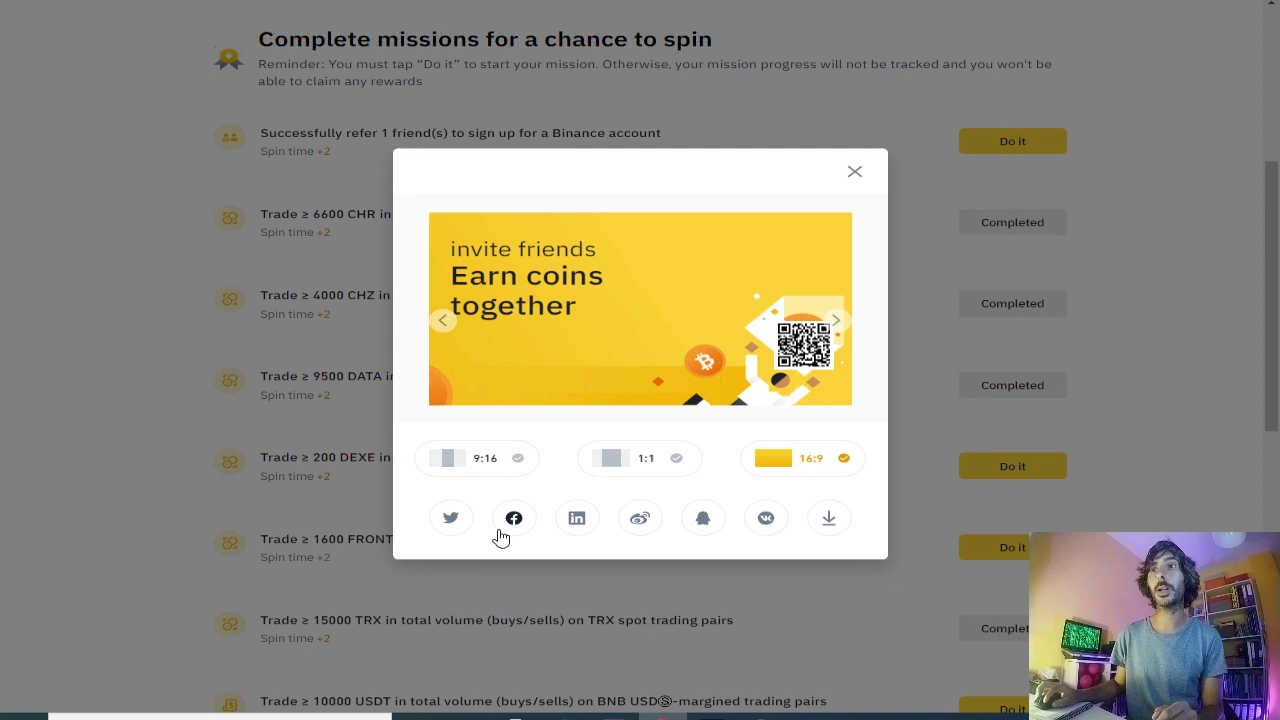 Complete missions for a chance to spin
Reminder: You must tap “Do it” to start your mission. Otherwise, your mission progress will not be tracked and you won't be
able to claim any rewards
Successfully refer 1 friend(s) to sign up for a Binance account
Spin time +2
Do it
Trade ≥ 6600 CHR in
Spin time +2
Completed
invite friends
Earn coins
together
Trade ≥ 4000 CHZ in
Spin time +2
Completed
Trade ≥ 9500 DATA i
Spin time +2
Completed
9:16
1:1
16:9
Trade ≥ 200 DEXE in
Spin time +2
Do it
Trade ≥ 1600 FRONT
Spin time +2
Do it
Trade ≥ 15000 TRX in total volume (buys/sells) on TRX spot trading pairs
Spin time +2
Complet
Trade ≥ 10000 USDT in total volume (buys/sells) on BNB USDⓈ-margined trading pairs
Do it